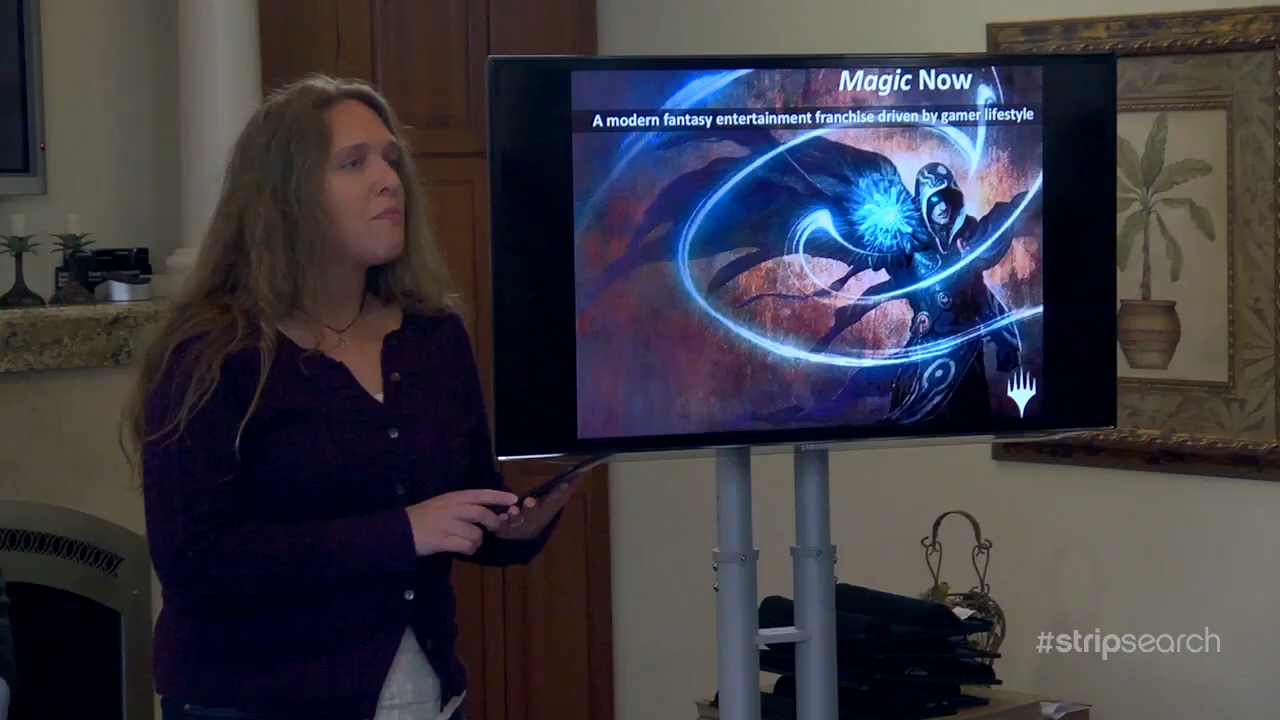 Magic Now
A modern fantasy entertainment franchise driven by gamer lifestyle
#stripsearch